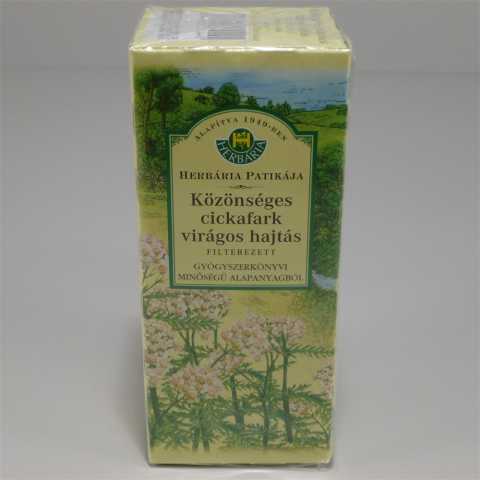 ALAPÍTVA 1949-BEN
HERBÁRIA
HERBÁRIA PATIKÁJA
Közönséges
cickafark
virágos hajtás
FILTEREZETT
GYÓGYSZERKÖNYVI
MINŐSÉGŰ ALAPANYAGBÓL